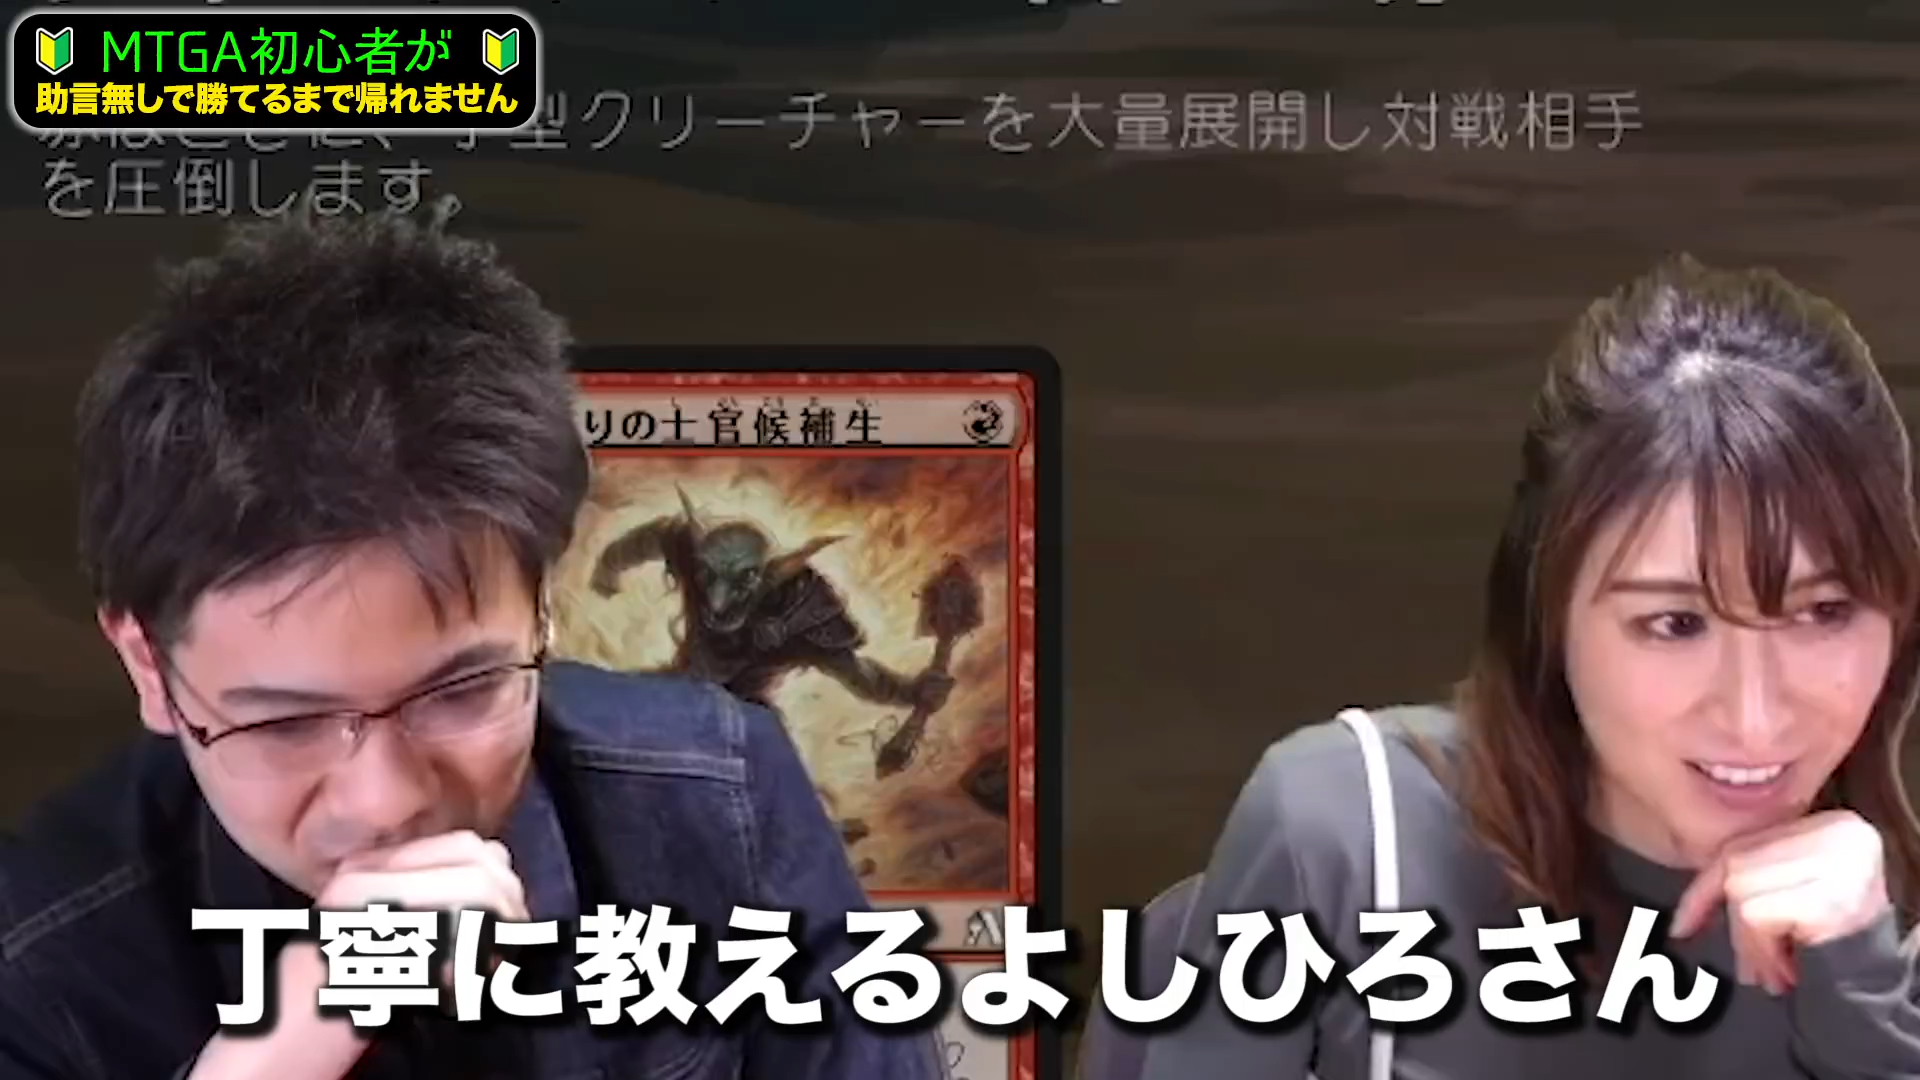 MTGA初心者が
助言無しで勝てるまで帰れません
型クリーチャーを大量展開し対戦相手
を圧倒します。
りの士官候補生
丁寧に教えるよしひろさん